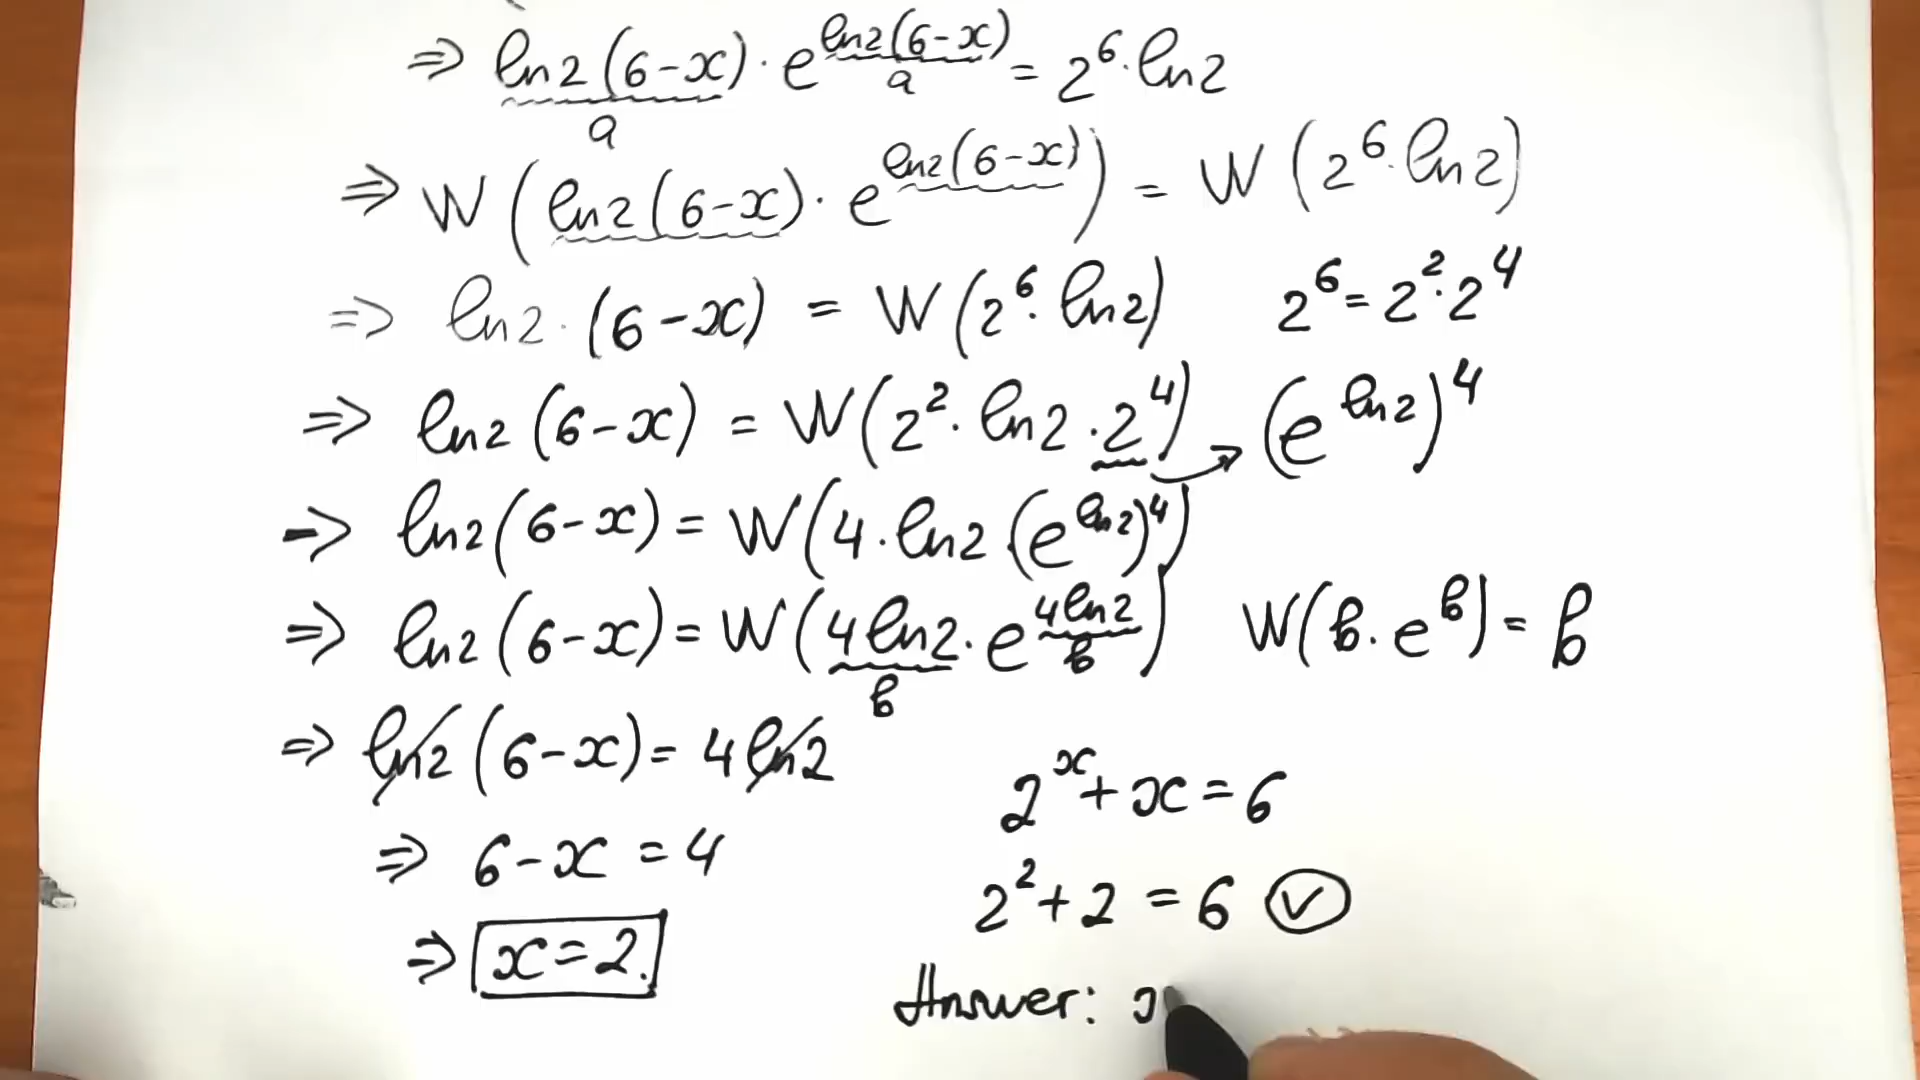 ⇒ ln2(6-x) · e^(ln2(6-x)) = 2^6 · ln2
a a
⇒ W(ln2(6-x) · e^(ln2(6-x))) = W(2^6 · ln2)
⇒ ln2 · (6-x) = W(2^6 · ln2) 2^6 = 2^2 · 2^4
⇒ ln2(6-x) = W(2^2 · ln2 · 2^4) → (e^(ln2))^4
⇒ ln2(6-x) = W(4 · ln2(e^(ln2))^4)
⇒ ln2(6-x) = W(4ln2 · e^(4ln2)) W(b · e^b) = b
b b
⇒ ln2(6-x) = 4ln2
⇒ 6-x = 4
⇒ x = 2.
2^x + x = 6
2^2 + 2 = 6 ✓
Answer: x